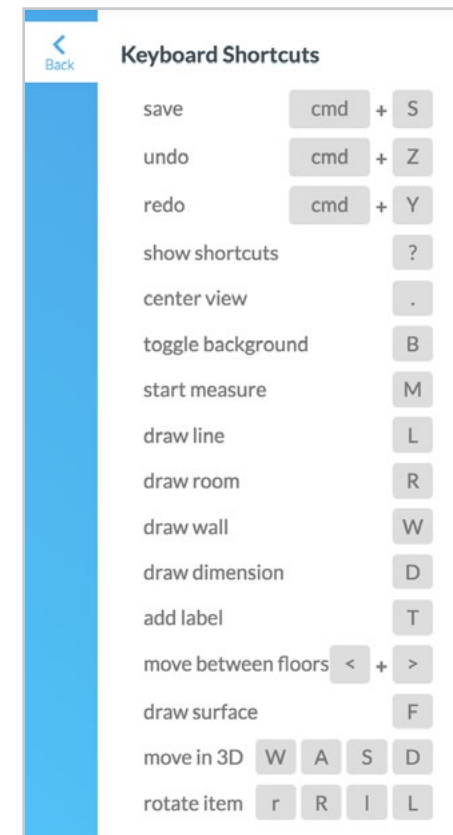 Back
Keyboard Shortcuts
save cmd + S
undo cmd + Z
redo cmd + Y
show shortcuts ?
center view .
toggle background B
start measure M
draw line L
draw room R
draw wall W
draw dimension D
add label T
move between floors < + >
draw surface F
move in 3D W A S D
rotate item r R I L